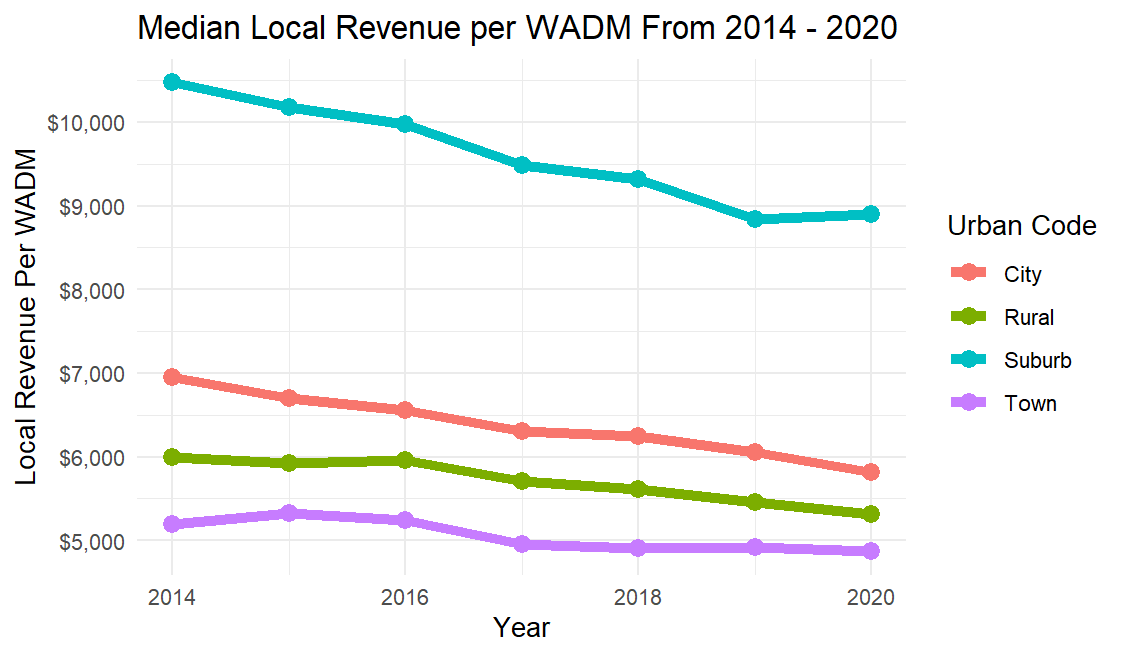 Median Local Revenue per WADM From 2014 - 2020
Local Revenue Per WADM
$10,000
$9,000
$8,000
$7,000
$6,000
$5,000
2014
2016
2018
2020
Year
Urban Code
City
Rural
Suburb
Town